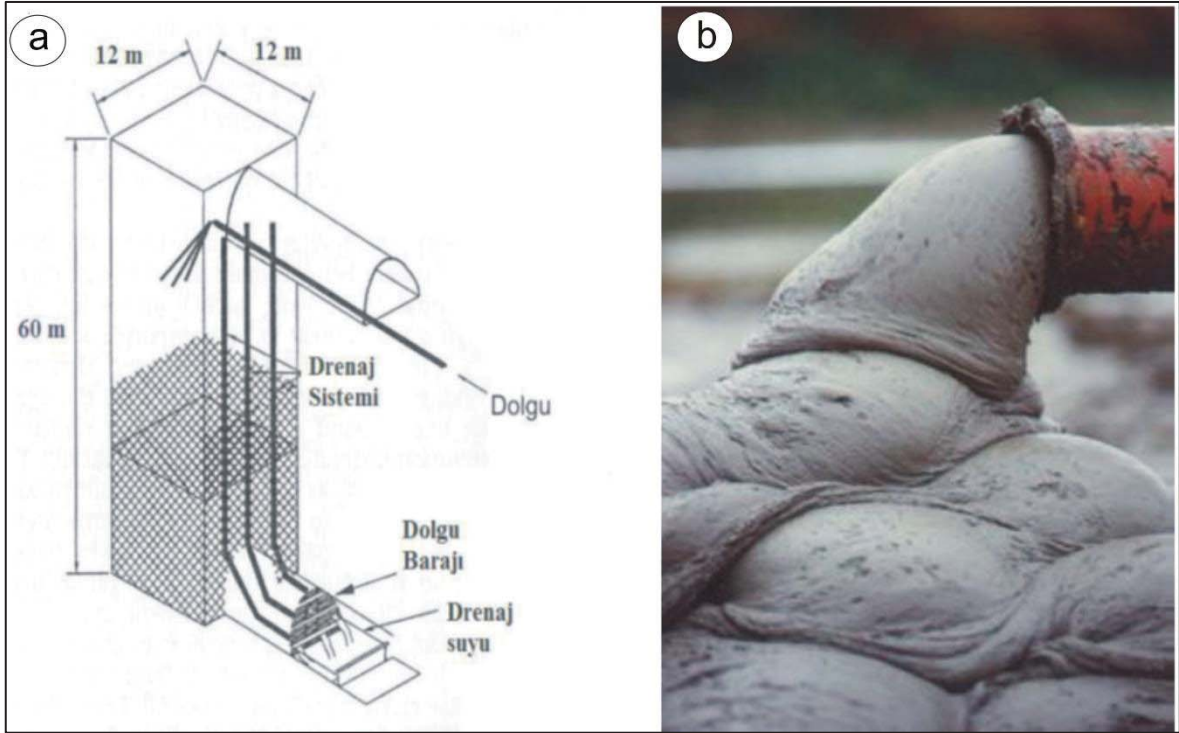 a
12 m
12 m
60 m
Drenaj
Sistemi
Dolgu
Dolgu
Barajı
Drenaj
suyu
b